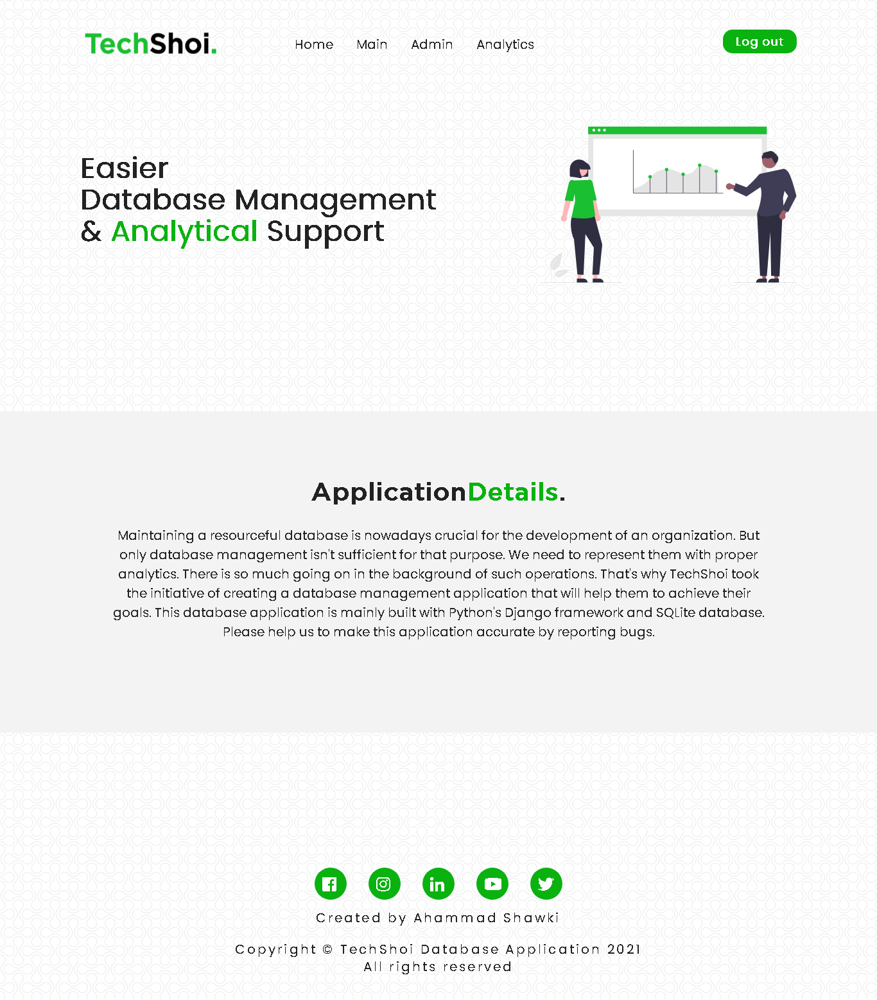 TechShoi.
Home Main Admin Analytics
Log out
Easier
Database Management
& Analytical Support
ApplicationDetails.
Maintaining a resourceful database is nowadays crucial for the development of an organization. But
only database management isn't sufficient for that purpose. We need to represent them with proper
analytics. There is so much going on in the background of such operations. That's why TechShoi took
the initiative of creating a database management application that will help them to achieve their
goals. This database application is mainly built with Python's Django framework and SQLite database.
Please help us to make this application accurate by reporting bugs.
Created by Ahammad Shawki
Copyright © TechShoi Database Application 2021
All rights reserved